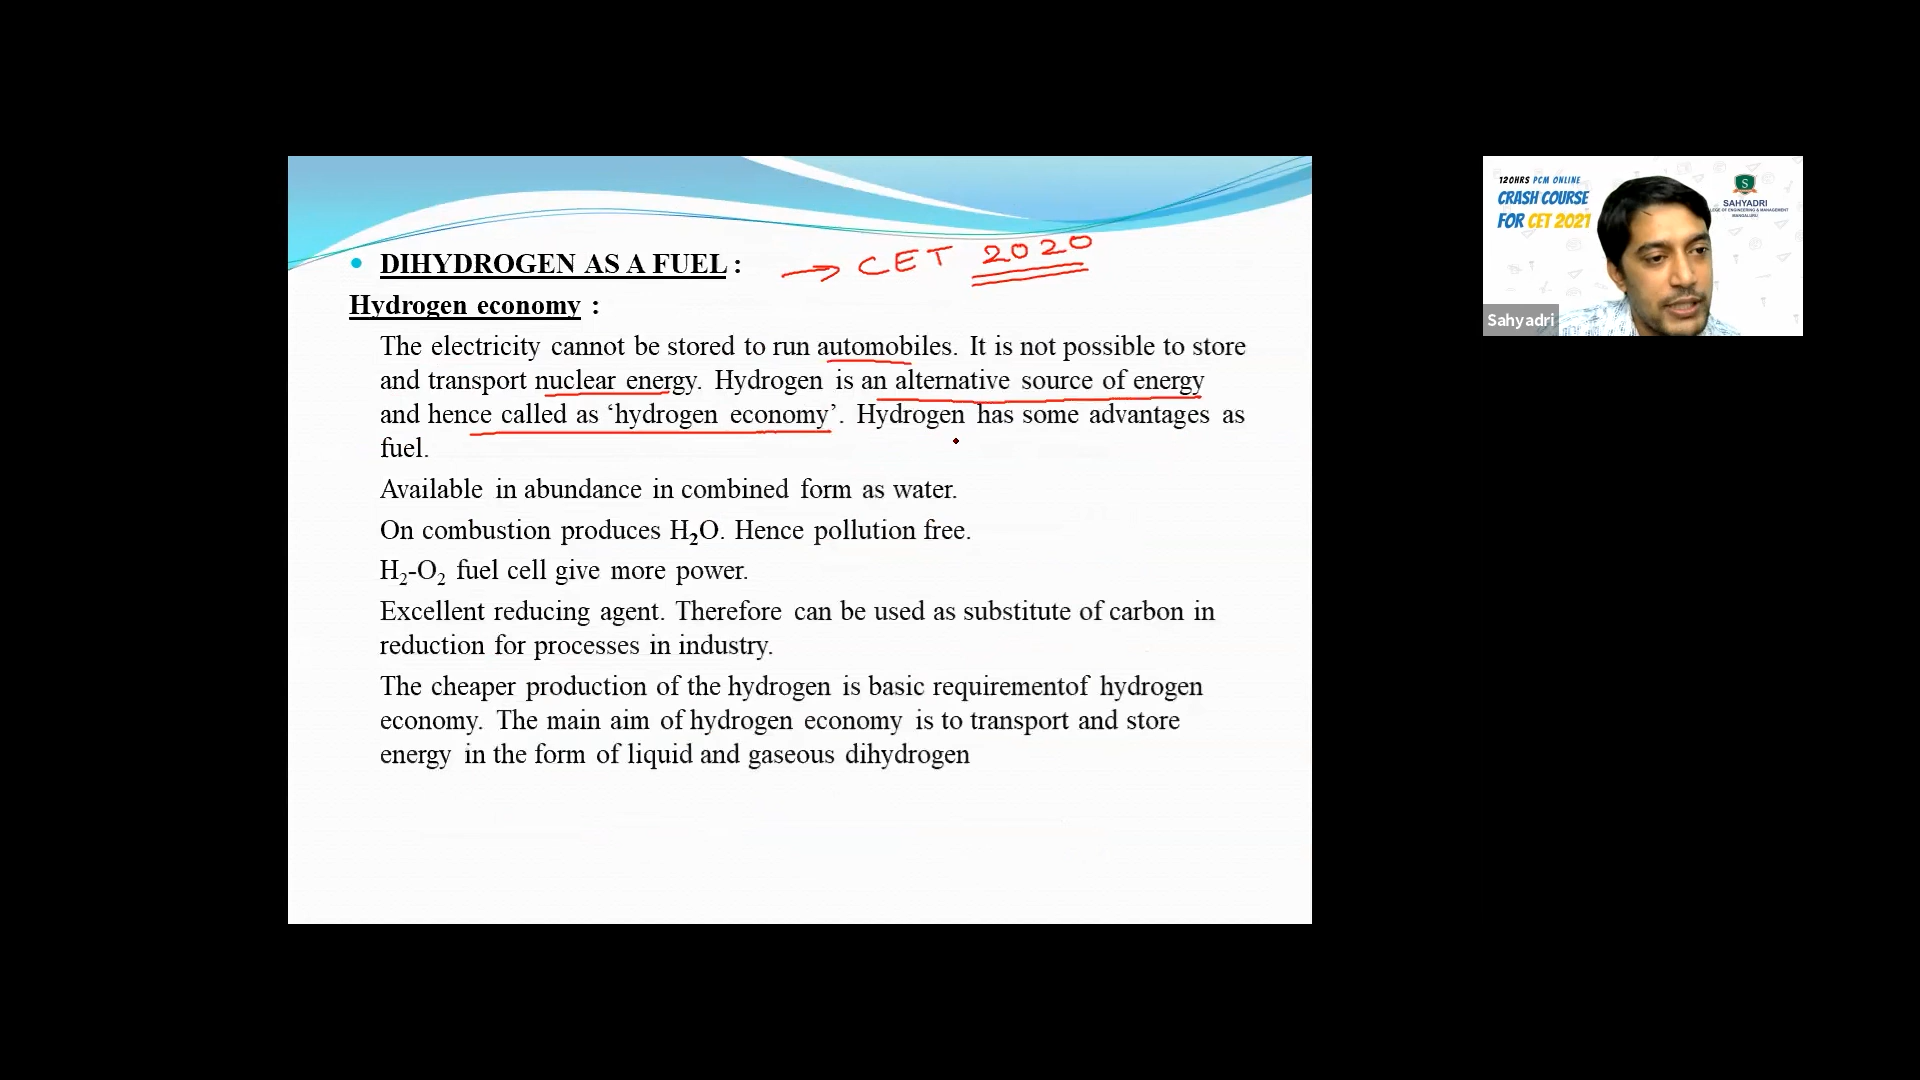 DIHYDROGEN AS A FUEL :
→ CET 2020
Hydrogen economy :
The electricity cannot be stored to run automobiles. It is not possible to store
and transport nuclear energy. Hydrogen is an alternative source of energy
and hence called as ‘hydrogen economy’. Hydrogen has some advantages as
fuel.
Available in abundance in combined form as water.
On combustion produces H₂O. Hence pollution free.
H₂-O₂ fuel cell give more power.
Excellent reducing agent. Therefore can be used as substitute of carbon in
reduction for processes in industry.
The cheaper production of the hydrogen is basic requirementof hydrogen
economy. The main aim of hydrogen economy is to transport and store
energy in the form of liquid and gaseous dihydrogen
120HRS PCM ONLINE
CRASH COURSE
FOR CET 2021
S
SAHYADRI
OF ENGINEERING & MANAGEMENT
MANGALURU
Sahyadri